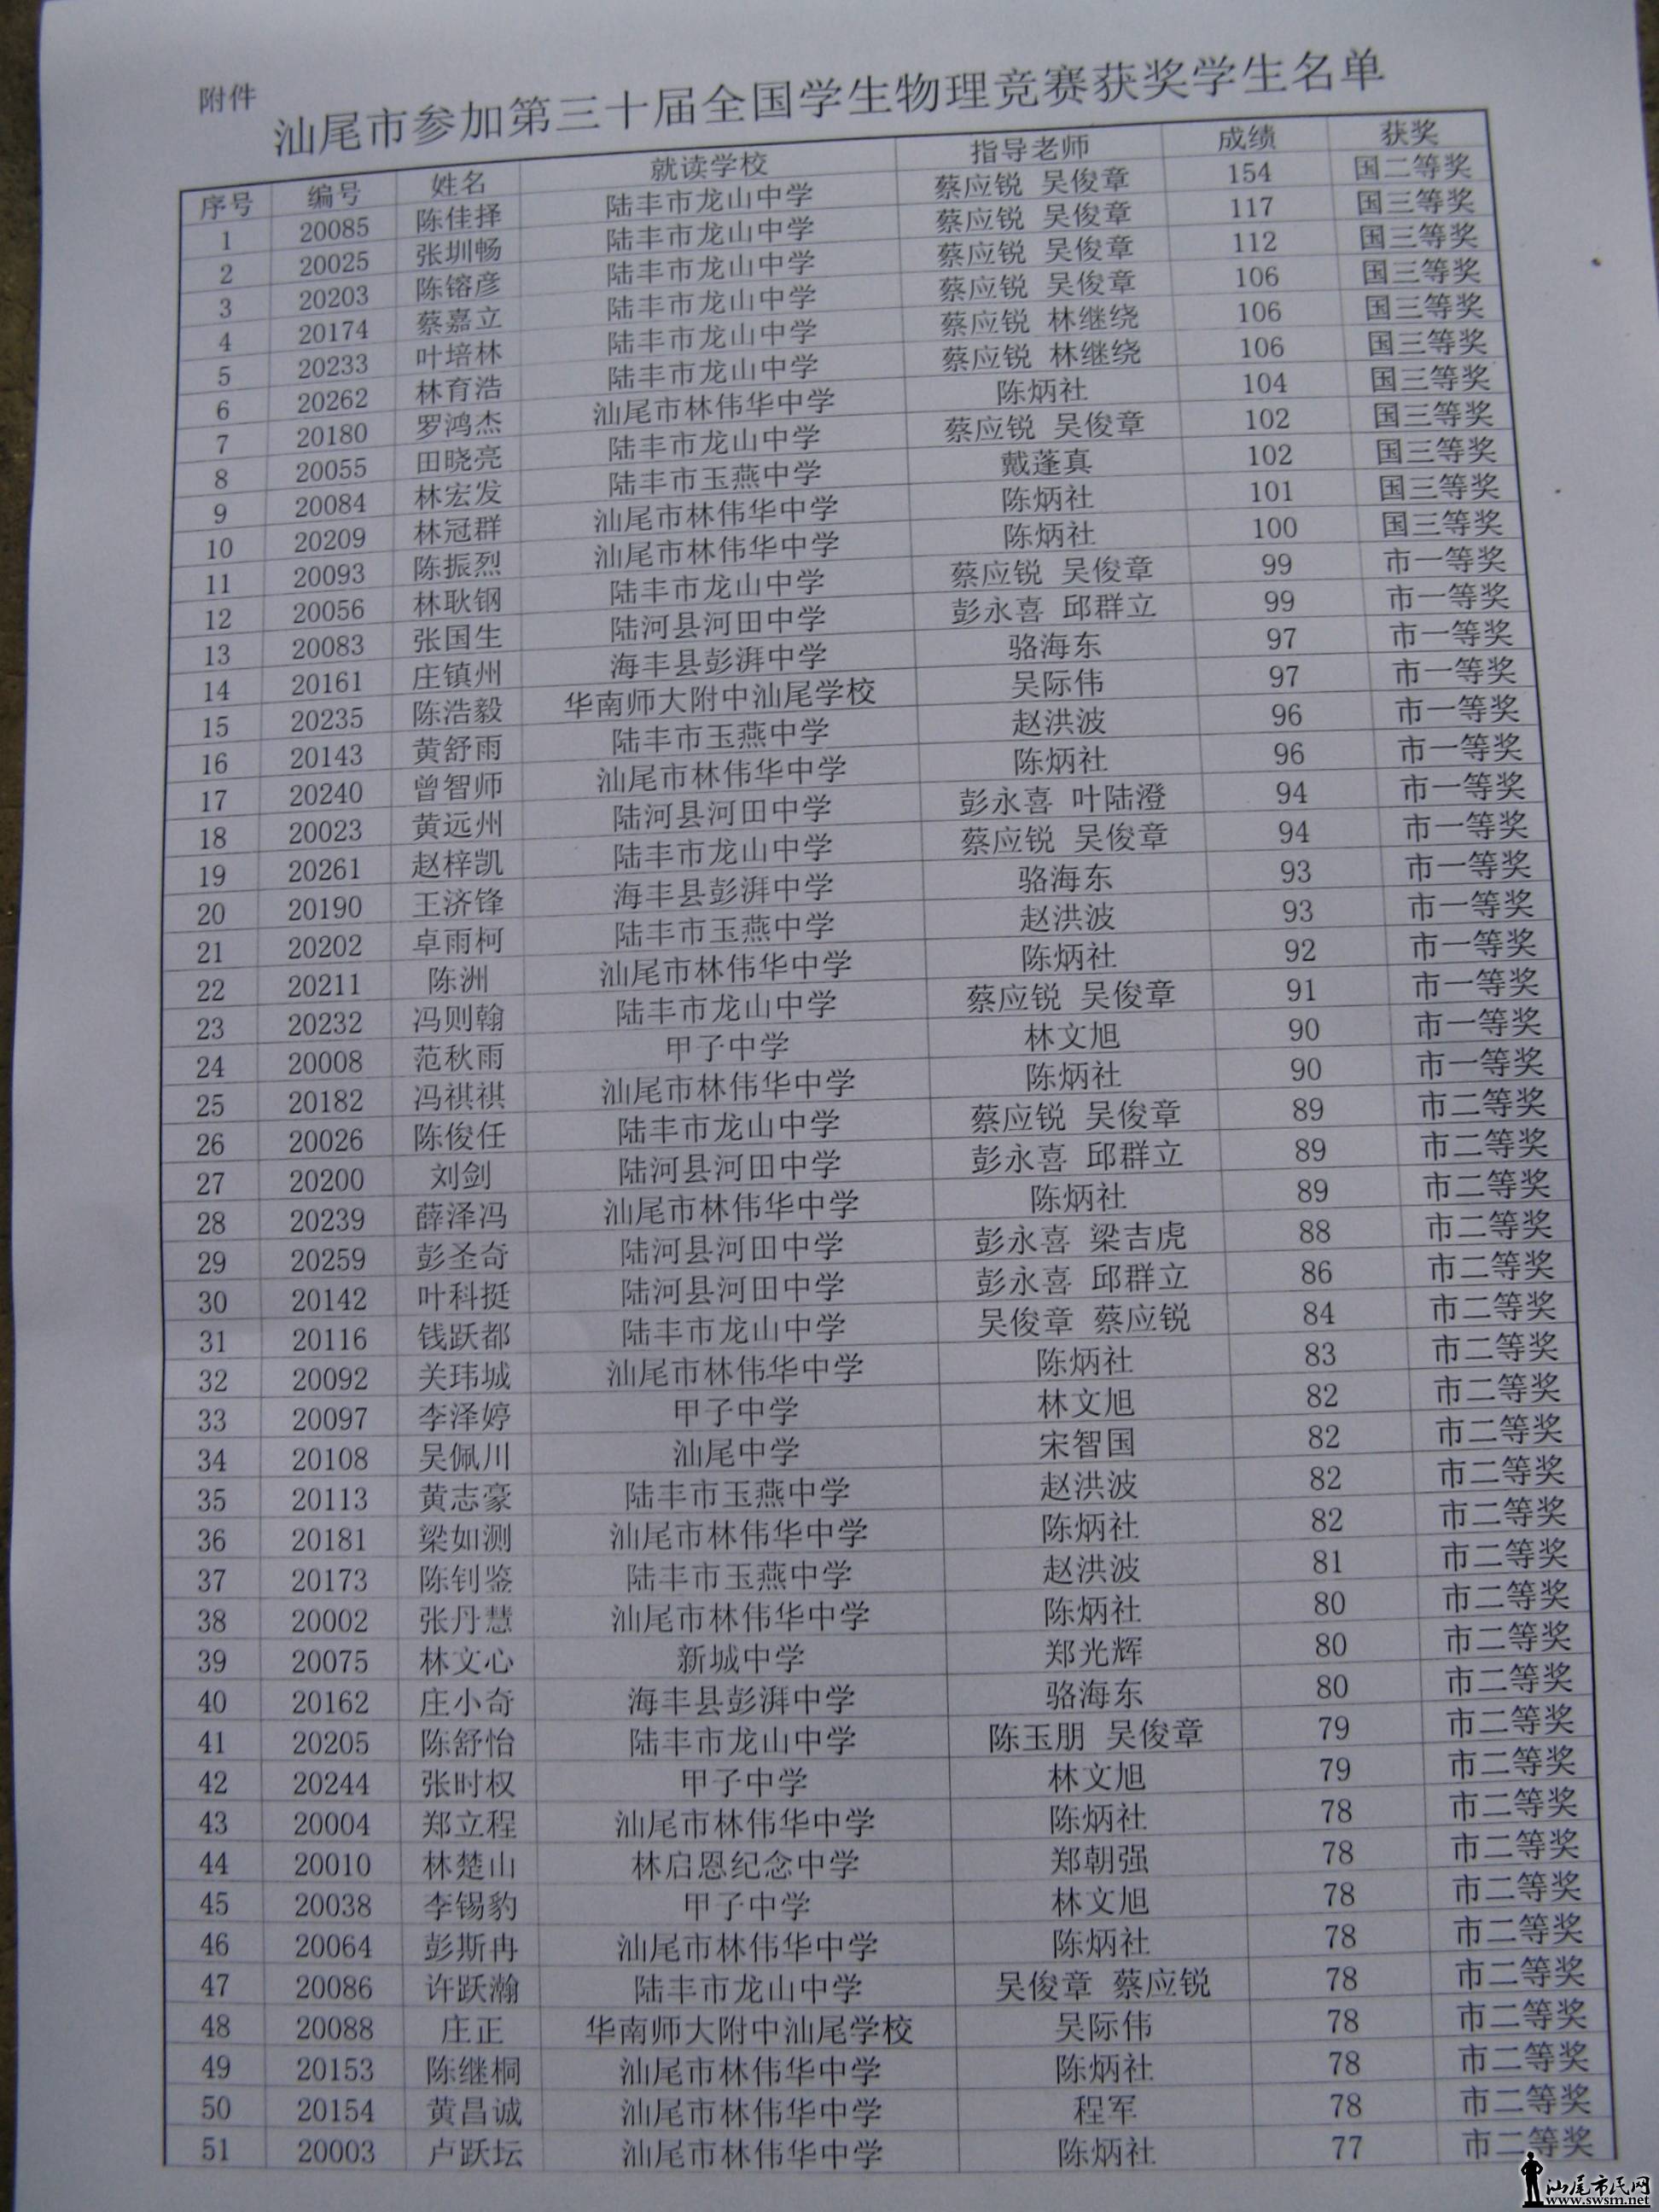 附件
汕尾市参加第三十届全国学生物理竞赛获奖学生名单
序号 编号 姓名 就读学校 指导老师 成绩 获奖
1 20085 陈佳择 陆丰市龙山中学 蔡应锐 吴俊章 154 国二等奖
2 20025 张圳畅 陆丰市龙山中学 蔡应锐 吴俊章 117 国三等奖
3 20203 陈镕彦 陆丰市龙山中学 蔡应锐 吴俊章 112 国三等奖
4 20174 蔡嘉立 陆丰市龙山中学 蔡应锐 吴俊章 106 国三等奖
5 20233 叶培林 陆丰市龙山中学 蔡应锐 林继绕 106 国三等奖
6 20262 林育浩 陆丰市龙山中学 蔡应锐 林继绕 106 国三等奖
7 20180 罗鸿杰 汕尾市林伟华中学 陈炳社 104 国三等奖
8 20055 田晓亮 陆丰市龙山中学 蔡应锐 吴俊章 102 国三等奖
9 20084 林宏发 陆丰市玉燕中学 戴蓬真 102 国三等奖
10 20209 林冠群 汕尾市林伟华中学 陈炳社 101 国三等奖
11 20093 陈振烈 汕尾市林伟华中学 陈炳社 100 国三等奖
12 20056 林耿钢 陆丰市龙山中学 蔡应锐 吴俊章 99 市一等奖
13 20083 张国生 陆河县河田中学 彭永喜 邱群立 99 市一等奖
14 20161 庄镇州 海丰县彭湃中学 骆海东 97 市一等奖
15 20235 陈浩毅 华南师大附中汕尾学校 吴际伟 97 市一等奖
16 20143 黄舒雨 陆丰市玉燕中学 赵洪波 96 市一等奖
17 20240 曾智师 汕尾市林伟华中学 陈炳社 96 市一等奖
18 20023 黄远州 陆河县河田中学 彭永喜 叶陆澄 94 市一等奖
19 20261 赵梓凯 陆丰市龙山中学 蔡应锐 吴俊章 94 市一等奖
20 20190 王济锋 海丰县彭湃中学 骆海东 93 市一等奖
21 20202 卓雨柯 陆丰市玉燕中学 赵洪波 93 市一等奖
22 20211 陈洲 汕尾市林伟华中学 陈炳社 92 市一等奖
23 20232 冯则翰 陆丰市龙山中学 蔡应锐 吴俊章 91 市一等奖
24 20008 范秋雨 甲子中学 林文旭 90 市一等奖
25 20182 冯祺祺 汕尾市林伟华中学 陈炳社 90 市一等奖
26 20026 陈俊任 陆丰市龙山中学 蔡应锐 吴俊章 89 市二等奖
27 20200 刘剑 陆河县河田中学 彭永喜 邱群立 89 市二等奖
28 20239 薛泽冯 汕尾市林伟华中学 陈炳社 89 市二等奖
29 20259 彭圣奇 陆河县河田中学 彭永喜 梁吉虎 88 市二等奖
30 20142 叶科挺 陆河县河田中学 彭永喜 邱群立 86 市二等奖
31 20116 钱跃都 陆丰市龙山中学 吴俊章 蔡应锐 84 市二等奖
32 20092 关玮城 汕尾市林伟华中学 陈炳社 83 市二等奖
33 20097 李泽婷 甲子中学 林文旭 82 市二等奖
34 20108 吴佩川 汕尾中学 宋智国 82 市二等奖
35 20113 黄志豪 陆丰市玉燕中学 赵洪波 82 市二等奖
36 20181 梁如测 汕尾市林伟华中学 陈炳社 82 市二等奖
37 20173 陈钊鉴 陆丰市玉燕中学 赵洪波 81 市二等奖
38 20002 张丹慧 汕尾市林伟华中学 陈炳社 80 市二等奖
39 20075 林文心 新城中学 郑光辉 80 市二等奖
40 20162 庄小奇 海丰县彭湃中学 骆海东 80 市二等奖
41 20205 陈舒怡 陆丰市龙山中学 陈玉朋 吴俊章 79 市二等奖
42 20244 张时权 甲子中学 林文旭 79 市二等奖
43 20004 郑立程 汕尾市林伟华中学 陈炳社 78 市二等奖
44 20010 林楚山 林启恩纪念中学 郑朝强 78 市二等奖
45 20038 李锡豹 甲子中学 林文旭 78 市二等奖
46 20064 彭斯冉 汕尾市林伟华中学 陈炳社 78 市二等奖
47 20086 许跃瀚 陆丰市龙山中学 吴俊章 蔡应锐 78 市二等奖
48 20088 庄正 华南师大附中汕尾学校 吴际伟 78 市二等奖
49 20153 陈继桐 汕尾市林伟华中学 陈炳社 78 市二等奖
50 20154 黄昌诚 汕尾市林伟华中学 程军 78 市二等奖
51 20003 卢跃坛 汕尾市林伟华中学 陈炳社 77 市二等奖
汕尾市民网
www.swsm.net